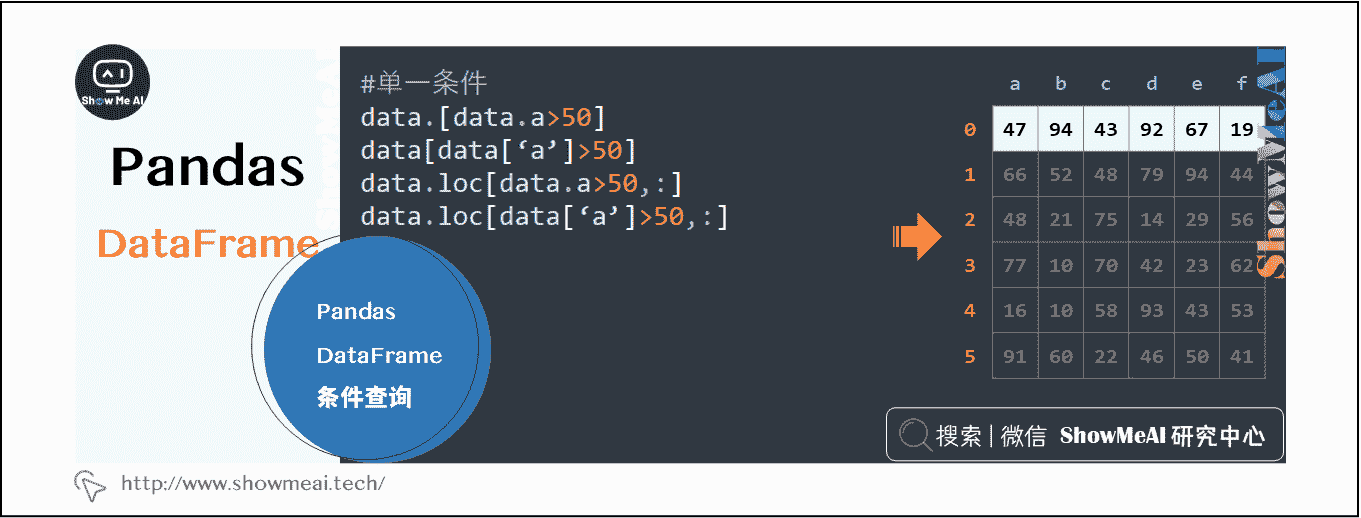 Show Me AI
Pandas
DataFrame
Pandas
DataFrame
条件查询
#单一条件
data.[data.a>50]
data[data[‘a’]>50]
data.loc[data.a>50,:]
data.loc[data[‘a’]>50,:]
a b c d e f
0 47 94 43 92 67 19
1 66 52 48 79 94 44
2 48 21 75 14 29 56
3 77 10 70 42 23 62
4 16 10 58 93 43 53
5 91 60 22 46 50 41
ShowMeAI
搜索 | 微信 ShowMeAI 研究中心
http://www.showmeai.tech/